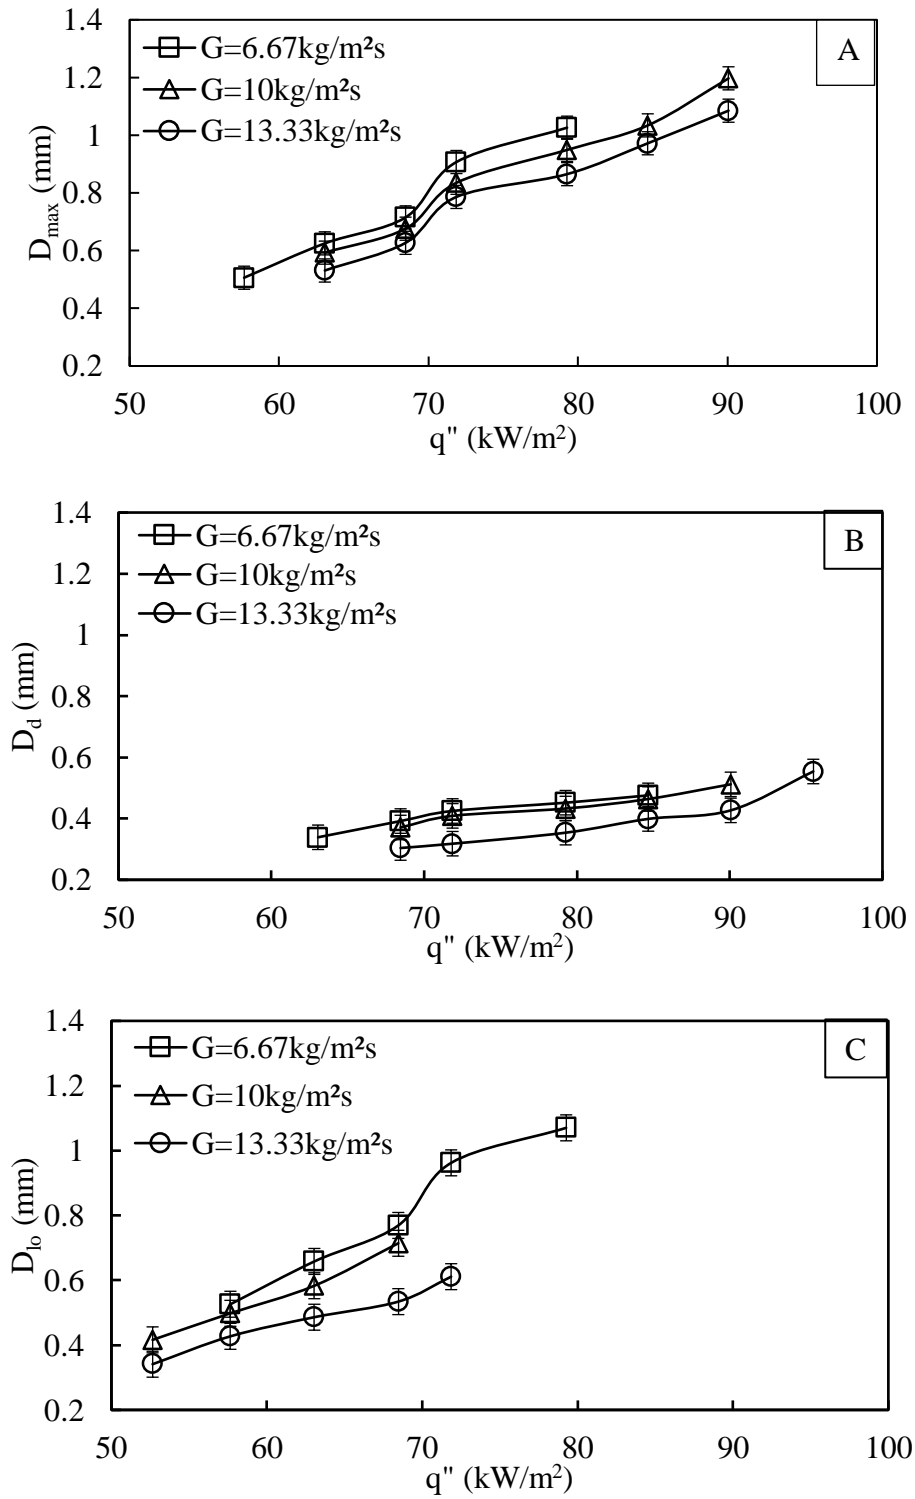 1.4
1.2
1
0.8
0.6
0.4
0.2
D_max (mm)
G=6.67kg/m²s
G=10kg/m²s
G=13.33kg/m²s
A
50 60 70 80 90 100
q" (kW/m²)
1.4
1.2
1
0.8
0.6
0.4
0.2
D_d (mm)
G=6.67kg/m²s
G=10kg/m²s
G=13.33kg/m²s
B
50 60 70 80 90 100
q" (kW/m²)
1.4
1.2
1
0.8
0.6
0.4
0.2
D_lo (mm)
G=6.67kg/m²s
G=10kg/m²s
G=13.33kg/m²s
C
50 60 70 80 90 100
q" (kW/m²)